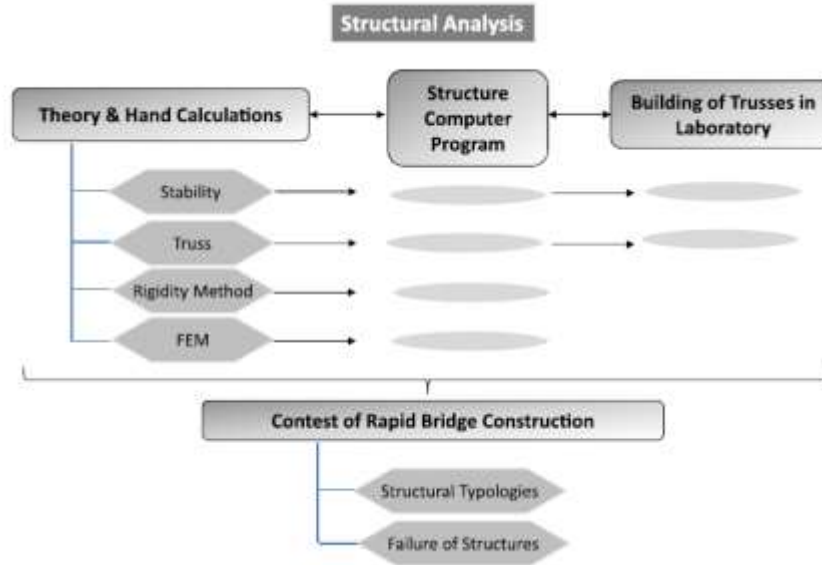 Structural Analysis
Theory & Hand Calculations
Structure
Computer
Program
Building of Trusses in
Laboratory
Stability
Truss
Rigidity Method
FEM
Contest of Rapid Bridge Construction
Structural Typologies
Failure of Structures